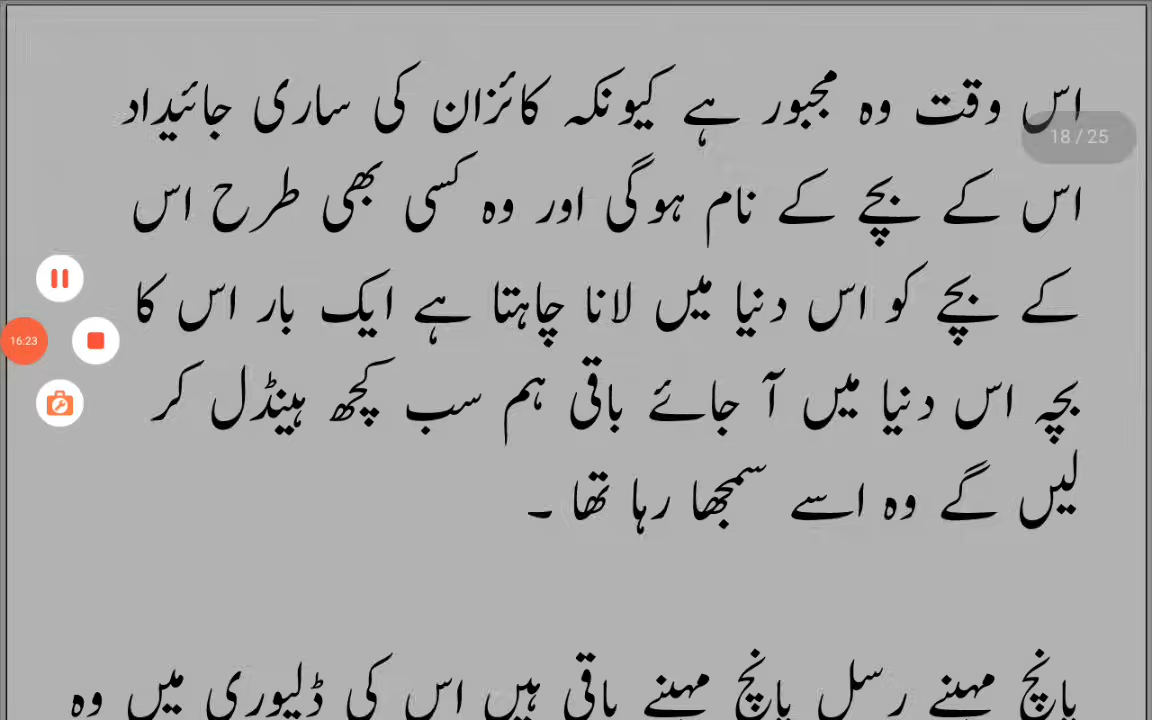 اس وقت وہ مجبور ہے کیونکہ کائزان کی ساری جائیداد
18 / 25
اس کے بچے کے نام ہوگی اور وہ کسی بھی طرح اس
کے بچے کو اس دنیا میں لانا چاہتا ہے ایک بار اس کا
16:23
بچہ اس دنیا میں آ جائے باقی ہم سب کچھ ہینڈل کر
لیں گے وہ اسے سمجھا رہا تھا ۔
پانچ مہینے رسل پانچ مہینے باقی ہیں اس کی ڈلیوری میں وہ